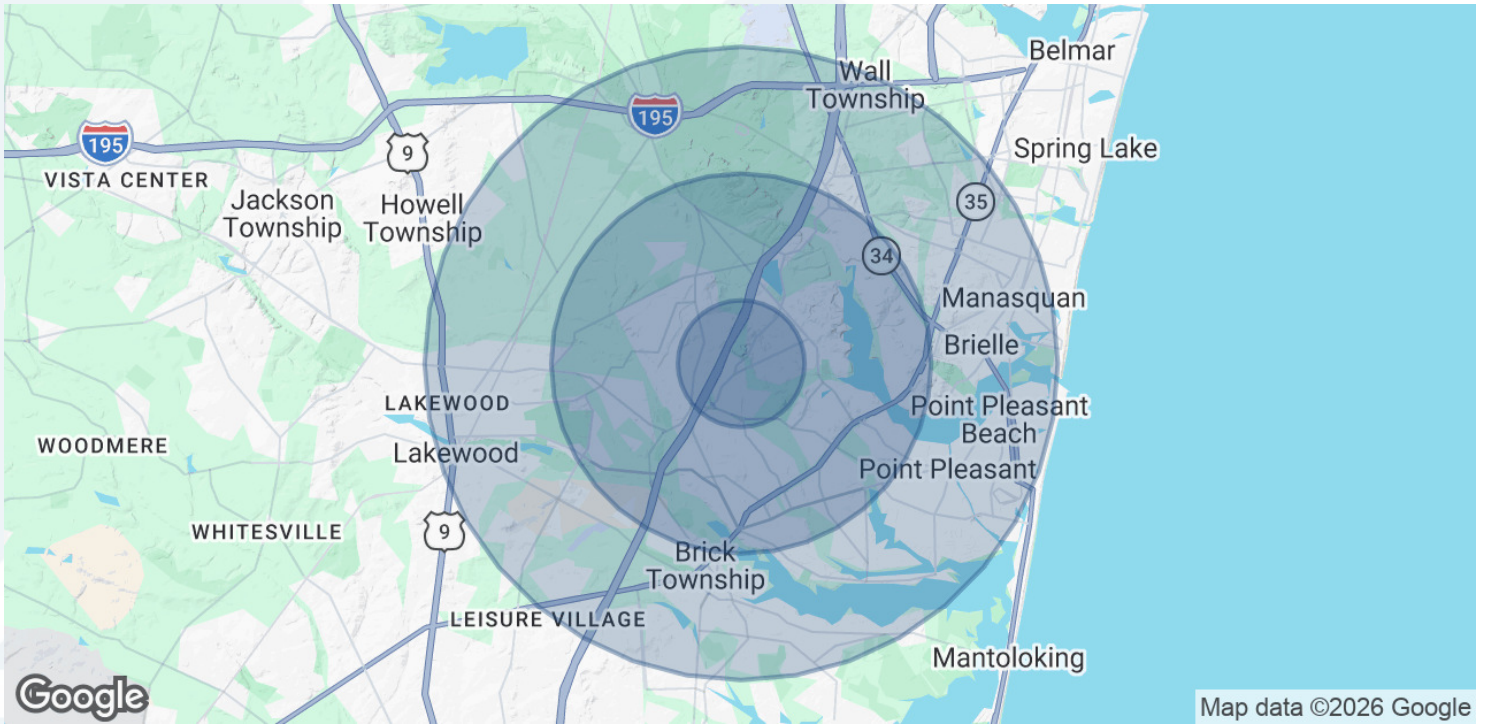 Belmar
Wall
Township
195
195
9
Spring Lake
VISTA CENTER
Jackson
Township
Howell
Township
35
34
Manasquan
Brielle
LAKEWOOD
Point Pleasant
Beach
WOODMERE
Lakewood
Point Pleasant
WHITESVILLE
9
Brick
Township
LEISURE VILLAGE
Mantoloking
Google
Map data ©2026 Google